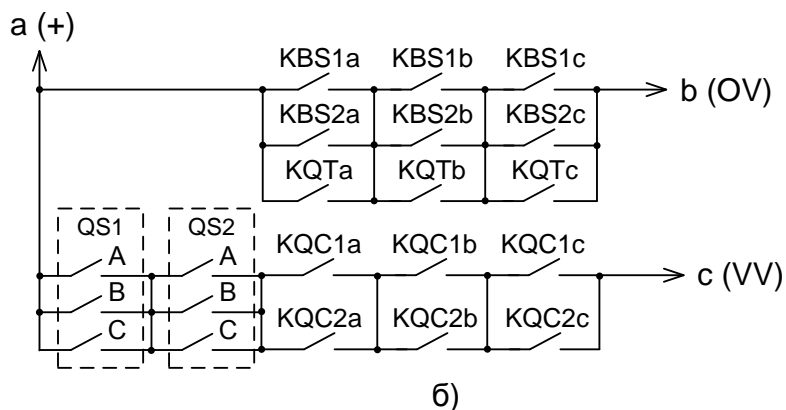 a (+)
KBS1a KBS1b KBS1c
b (OV)
KBS2a KBS2b KBS2c
KQTa KQTb KQTc
QS1 QS2
KQC1a KQC1b KQC1c
A A
c (VV)
B B
KQC2a KQC2b KQC2c
C C
б)